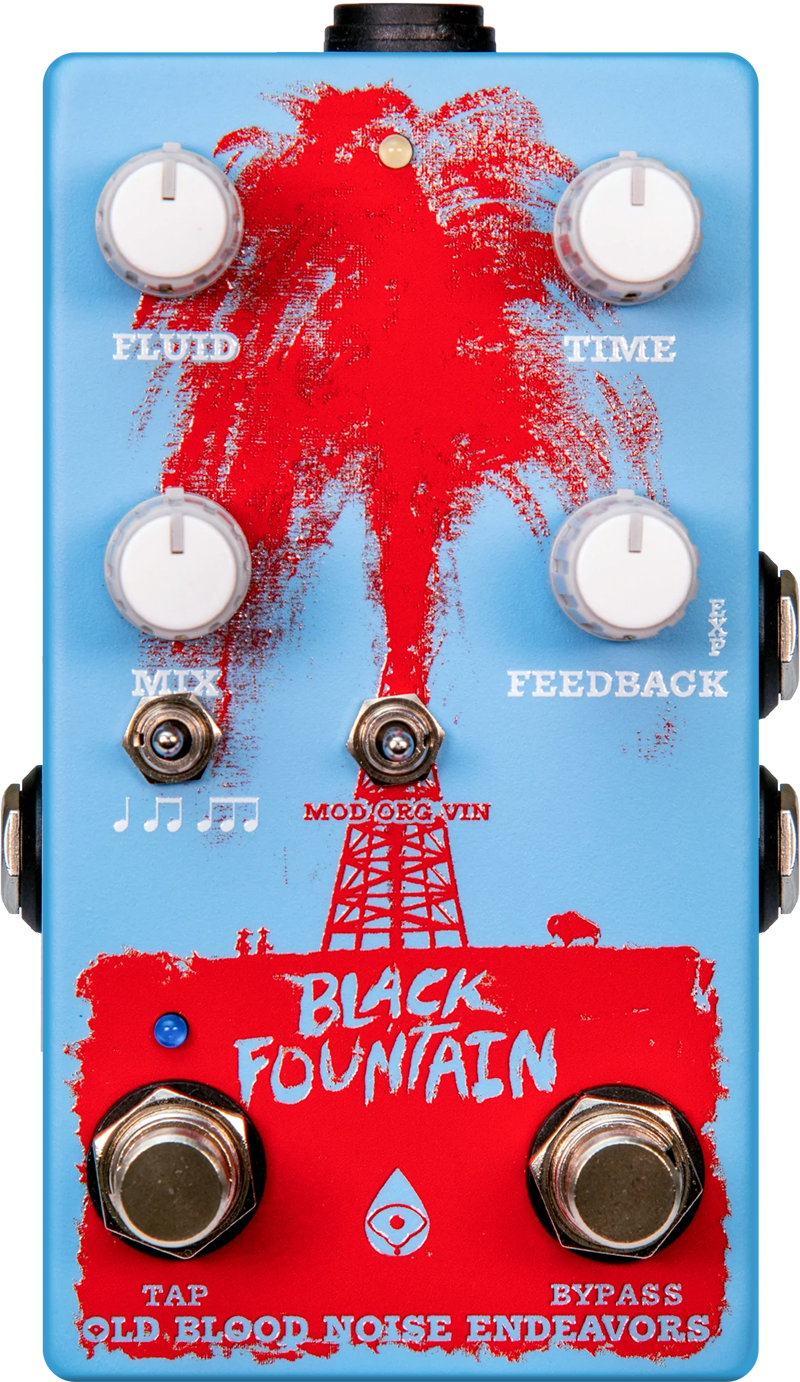 FLUID
TIME
EXP
MIX
FEEDBACK
MOD ORG VIN
BLACK
FOUNTAIN
TAP
BYPASS
OLD BLOOD NOISE ENDEAVORS